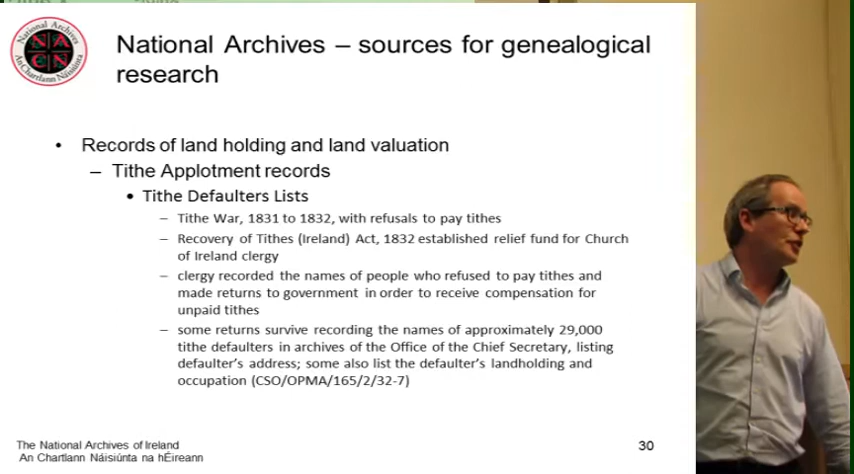 National Archives
N A
C N
An Chartlann Náisiúnta
National Archives – sources for genealogical
research
• Records of land holding and land valuation
– Tithe Applotment records
• Tithe Defaulters Lists
– Tithe War, 1831 to 1832, with refusals to pay tithes
– Recovery of Tithes (Ireland) Act, 1832 established relief fund for Church
of Ireland clergy
– clergy recorded the names of people who refused to pay tithes and
made returns to government in order to receive compensation for
unpaid tithes
– some returns survive recording the names of approximately 29,000
tithe defaulters in archives of the Office of the Chief Secretary, listing
defaulter's address; some also list the defaulter's landholding and
occupation (CSO/OPMA/165/2/32-7)
The National Archives of Ireland
An Chartlann Náisiúnta na hÉireann
30